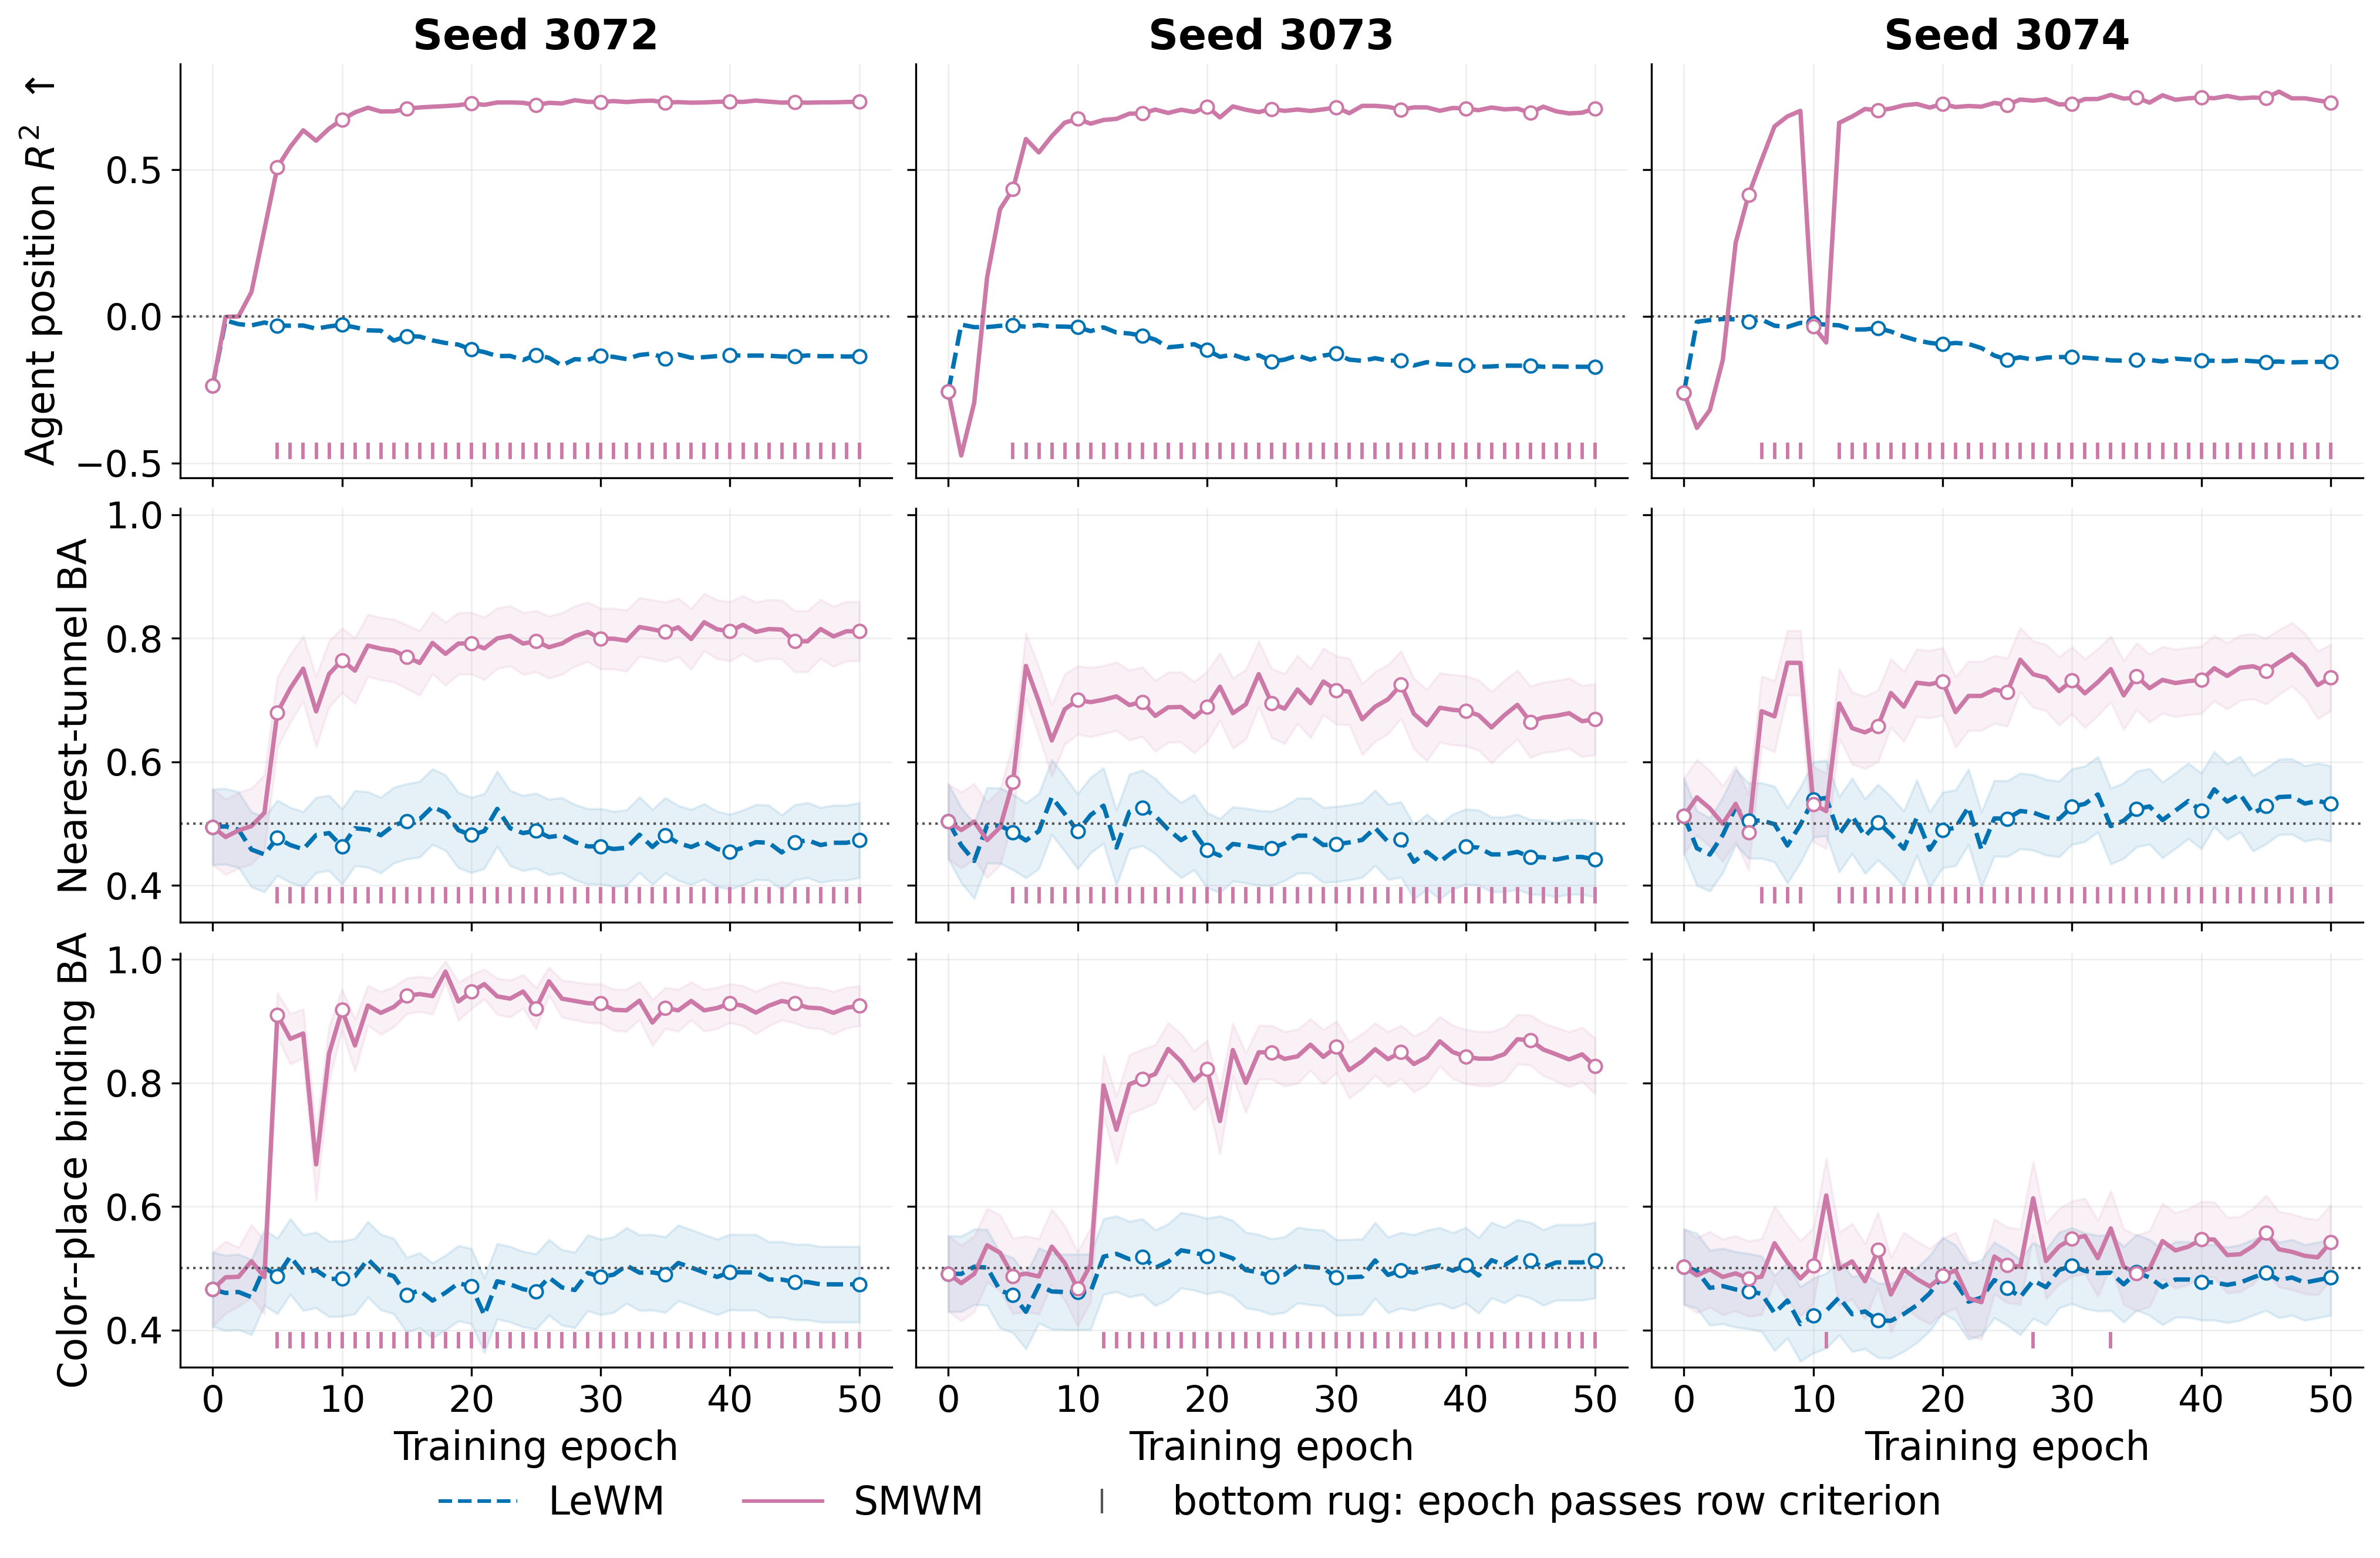 Seed 3072
Seed 3073
Seed 3074
Agent position R² ↑
0.5
0.0
−0.5
Nearest-tunnel BA
1.0
0.8
0.6
0.4
Color--place binding BA
1.0
0.8
0.6
0.4
0 10 20 30 40 50
0 10 20 30 40 50
0 10 20 30 40 50
Training epoch
Training epoch
Training epoch
LeWM
SMWM
bottom rug: epoch passes row criterion